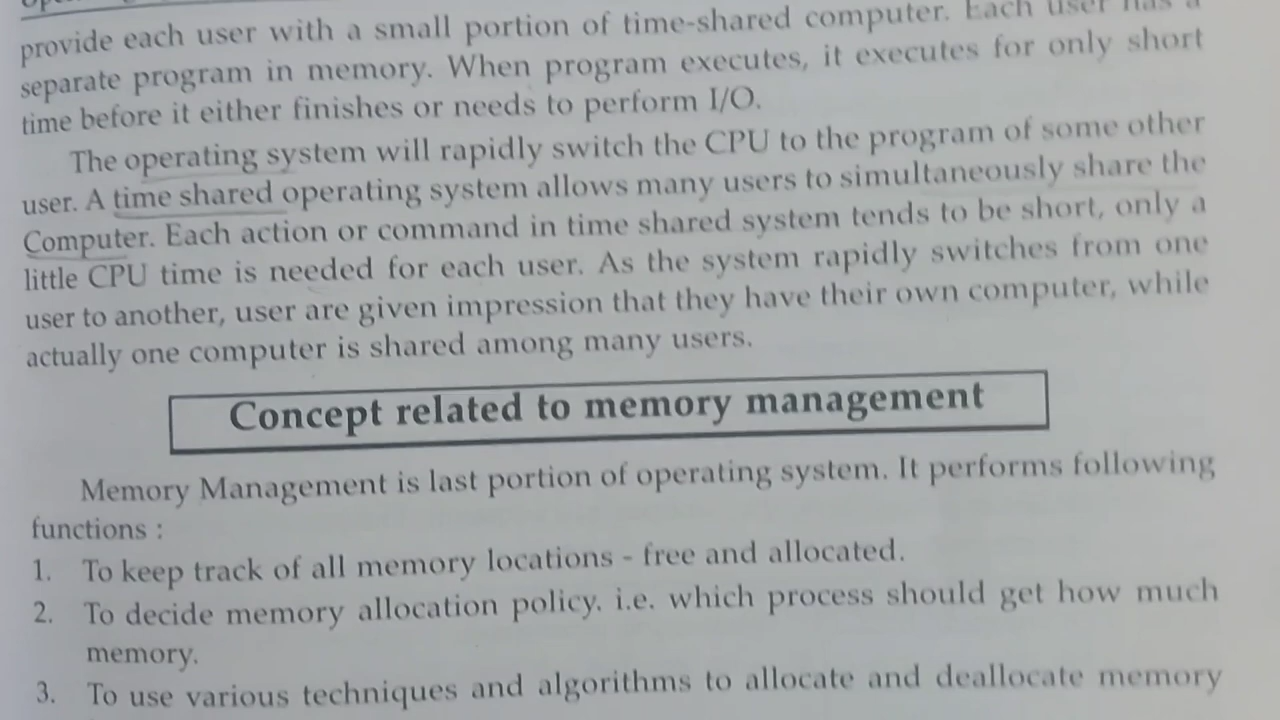 provide each user with a small portion of time-shared computer. Each user has a
separate program in memory. When program executes, it executes for only short
time before it either finishes or needs to perform I/O.
The operating system will rapidly switch the CPU to the program of some other
user. A time shared operating system allows many users to simultaneously share the
Computer. Each action or command in time shared system tends to be short, only a
little CPU time is needed for each user. As the system rapidly switches from one
user to another, user are given impression that they have their own computer, while
actually one computer is shared among many users.
Concept related to memory management
Memory Management is last portion of operating system. It performs following
functions :
1. To keep track of all memory locations - free and allocated.
2. To decide memory allocation policy. i.e. which process should get how much
memory.
3. To use various techniques and algorithms to allocate and deallocate memory